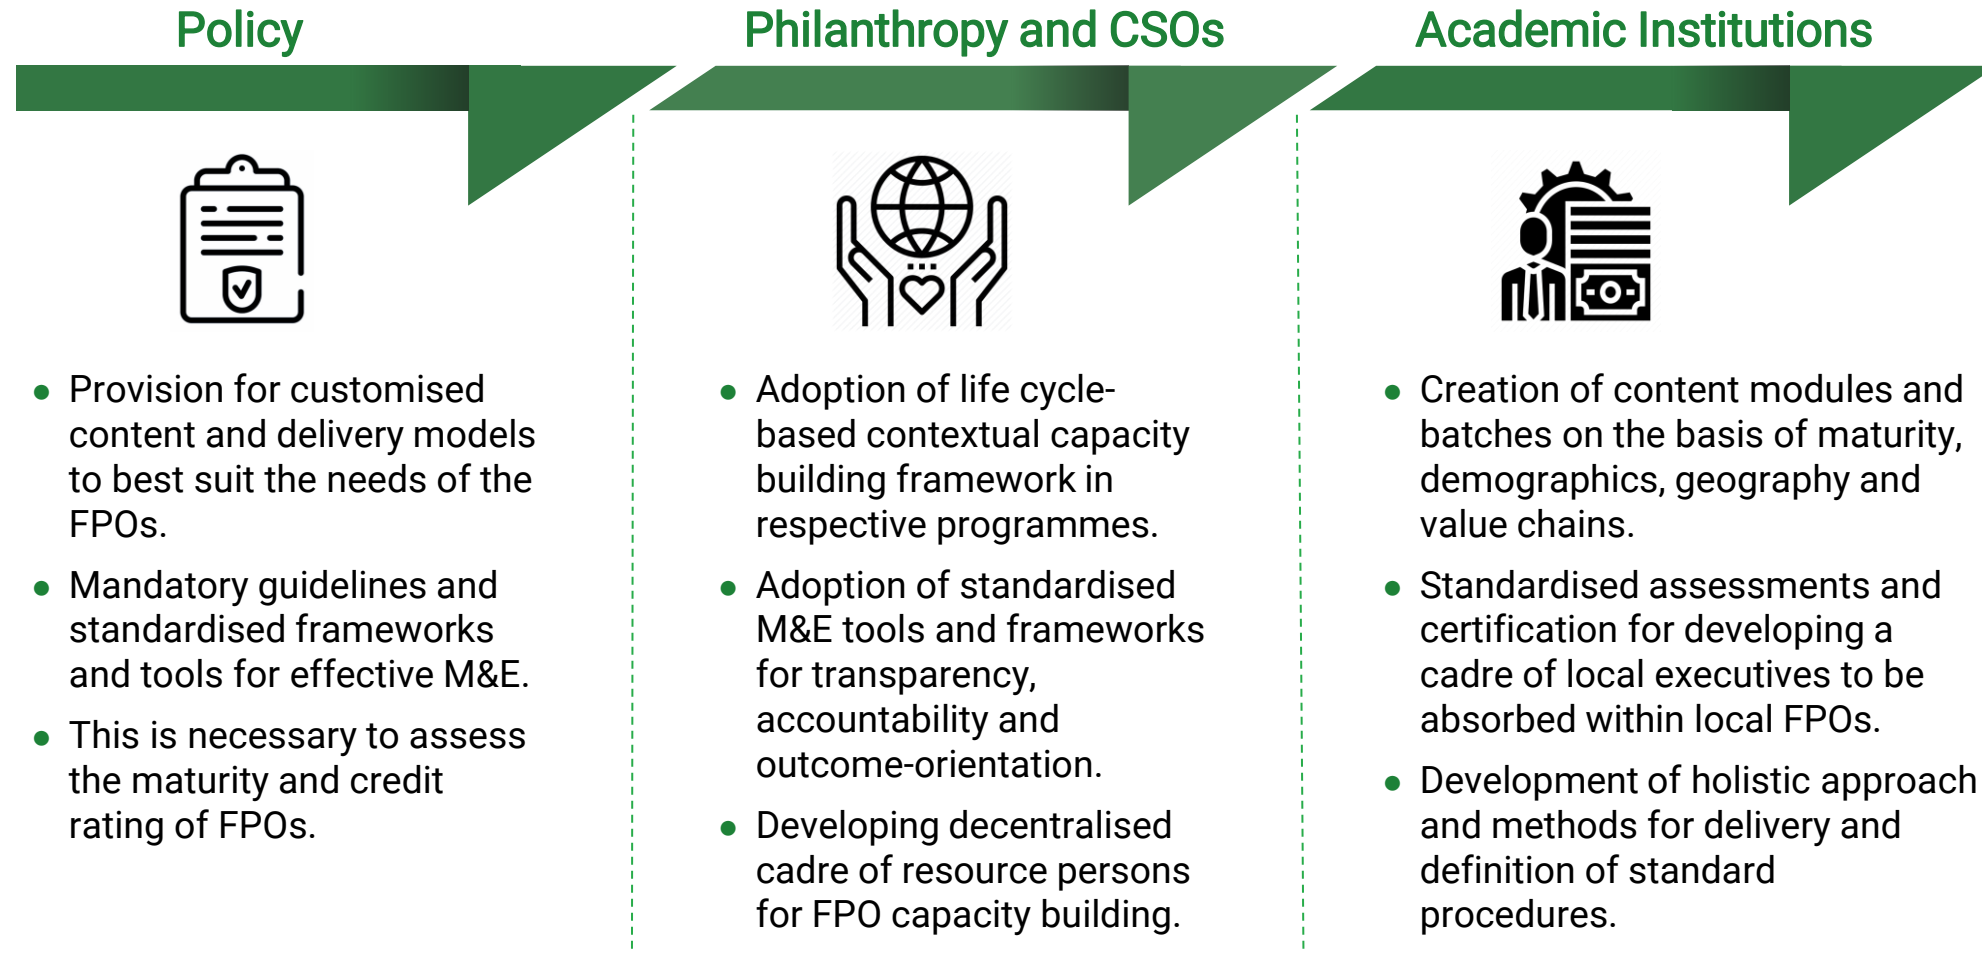 Policy
Provision for customised
content and delivery models
to best suit the needs of the
FPOs.
Mandatory guidelines and
standardised frameworks
and tools for effective M&E.
This is necessary to assess
the maturity and credit
rating of FPOs.
Philanthropy and CSOs
Adoption of life cycle-
based contextual capacity
building framework in
respective programmes.
Adoption of standardised
M&E tools and frameworks
for transparency,
accountability and
outcome-orientation.
Developing decentralised
cadre of resource persons
for FPO capacity building.
Academic Institutions
Creation of content modules and
batches on the basis of maturity,
demographics, geography and
value chains.
Standardised assessments and
certification for developing a
cadre of local executives to be
absorbed within local FPOs.
Development of holistic approach
and methods for delivery and
definition of standard
procedures.